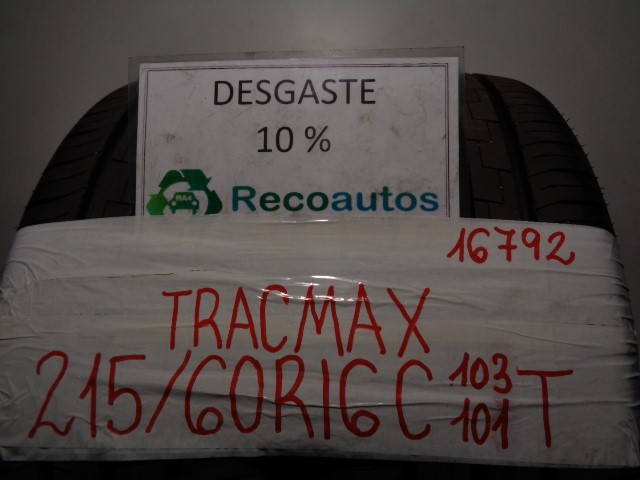 DESGASTE
10 %
Recoautos
16792
TRACMAX
215/60R16C 103 T
101